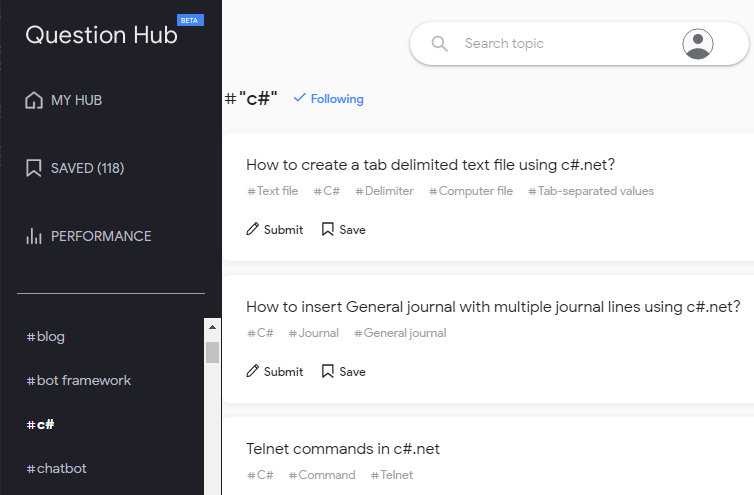 Question Hub
BETA
MY HUB
SAVED (118)
PERFORMANCE
#blog
#bot framework
#c#
#chatbot
Search topic
#"c#" Following
How to create a tab delimited text file using c#.net?
#Text file #C# #Delimiter #Computer file #Tab-separated values
Submit Save
How to insert General journal with multiple journal lines using c#.net?
#C# #Journal #General journal
Submit Save
Telnet commands in c#.net
#C# #Command #Telnet